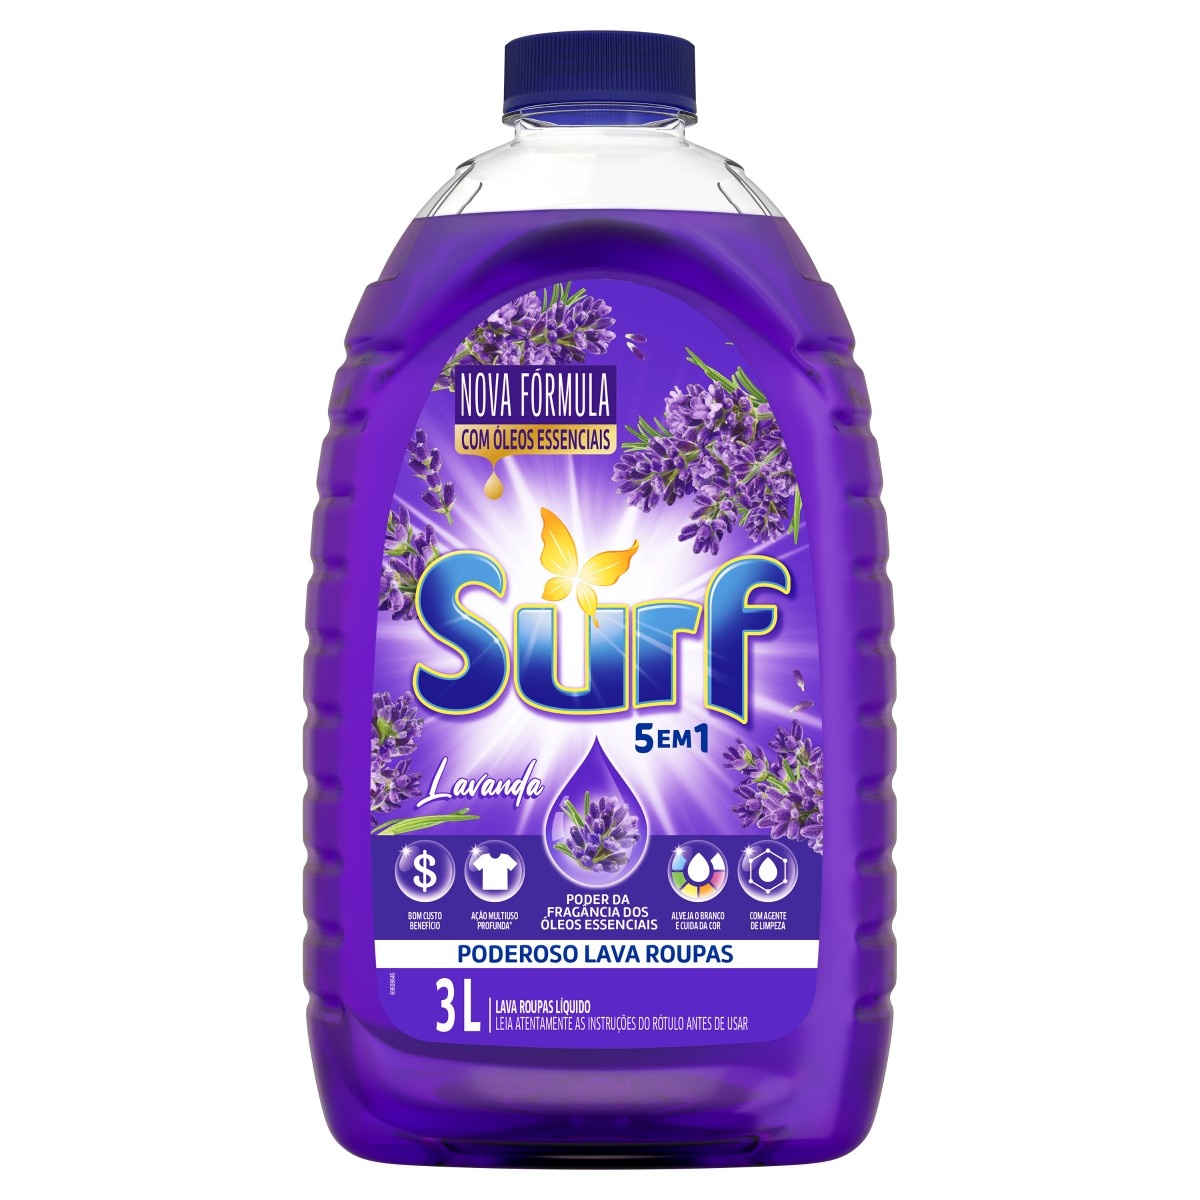 NOVA FÓRMULA
COM ÓLEOS ESSENCIAIS
Surf
5 EM 1
Lavanda
$
BOM CUSTO
BENEFÍCIO
AÇÃO MULTIUSO
PROFUNDA*
PODER DA
FRAGÂNCIA DOS
ÓLEOS ESSENCIAIS
ALVEJA O BRANCO
E CUIDA DA COR
COM AGENTE
DE LIMPEZA
PODEROSO LAVA ROUPAS
3L
LAVA ROUPAS LÍQUIDO
LEIA ATENTAMENTE AS INSTRUÇÕES DO RÓTULO ANTES DE USAR